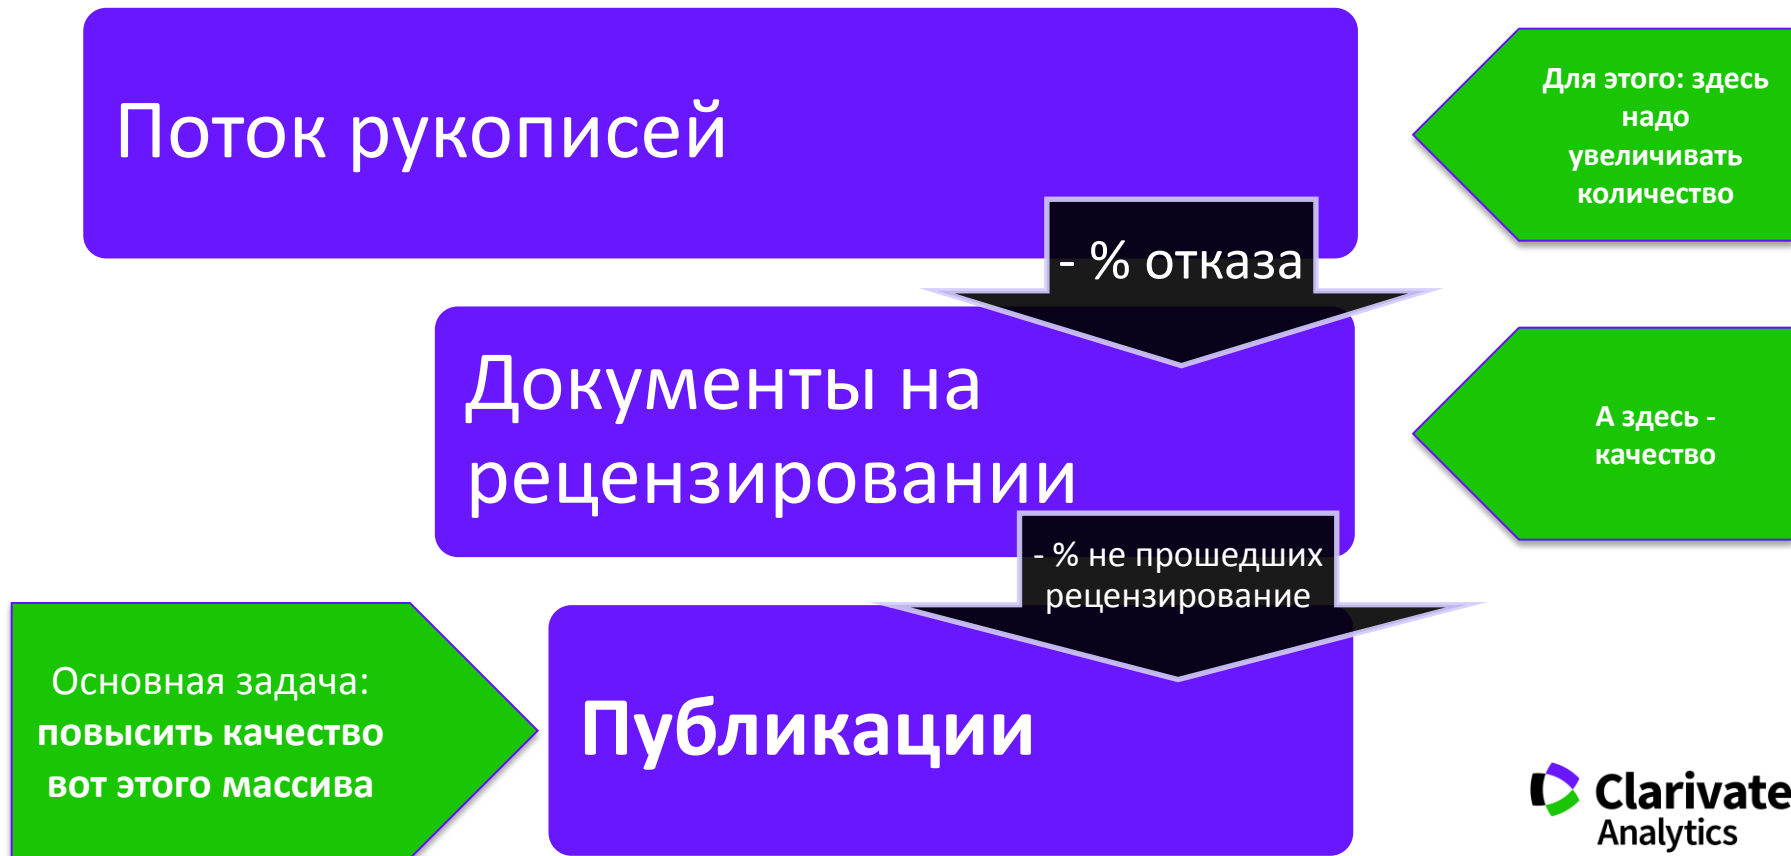 Поток рукописей
Для этого: здесь
надо
увеличивать
количество
- % отказа
Документы на
рецензировании
А здесь -
качество
- % не прошедших
рецензирование
Основная задача:
повысить качество
вот этого массива
Публикации
Clarivate
Analytics